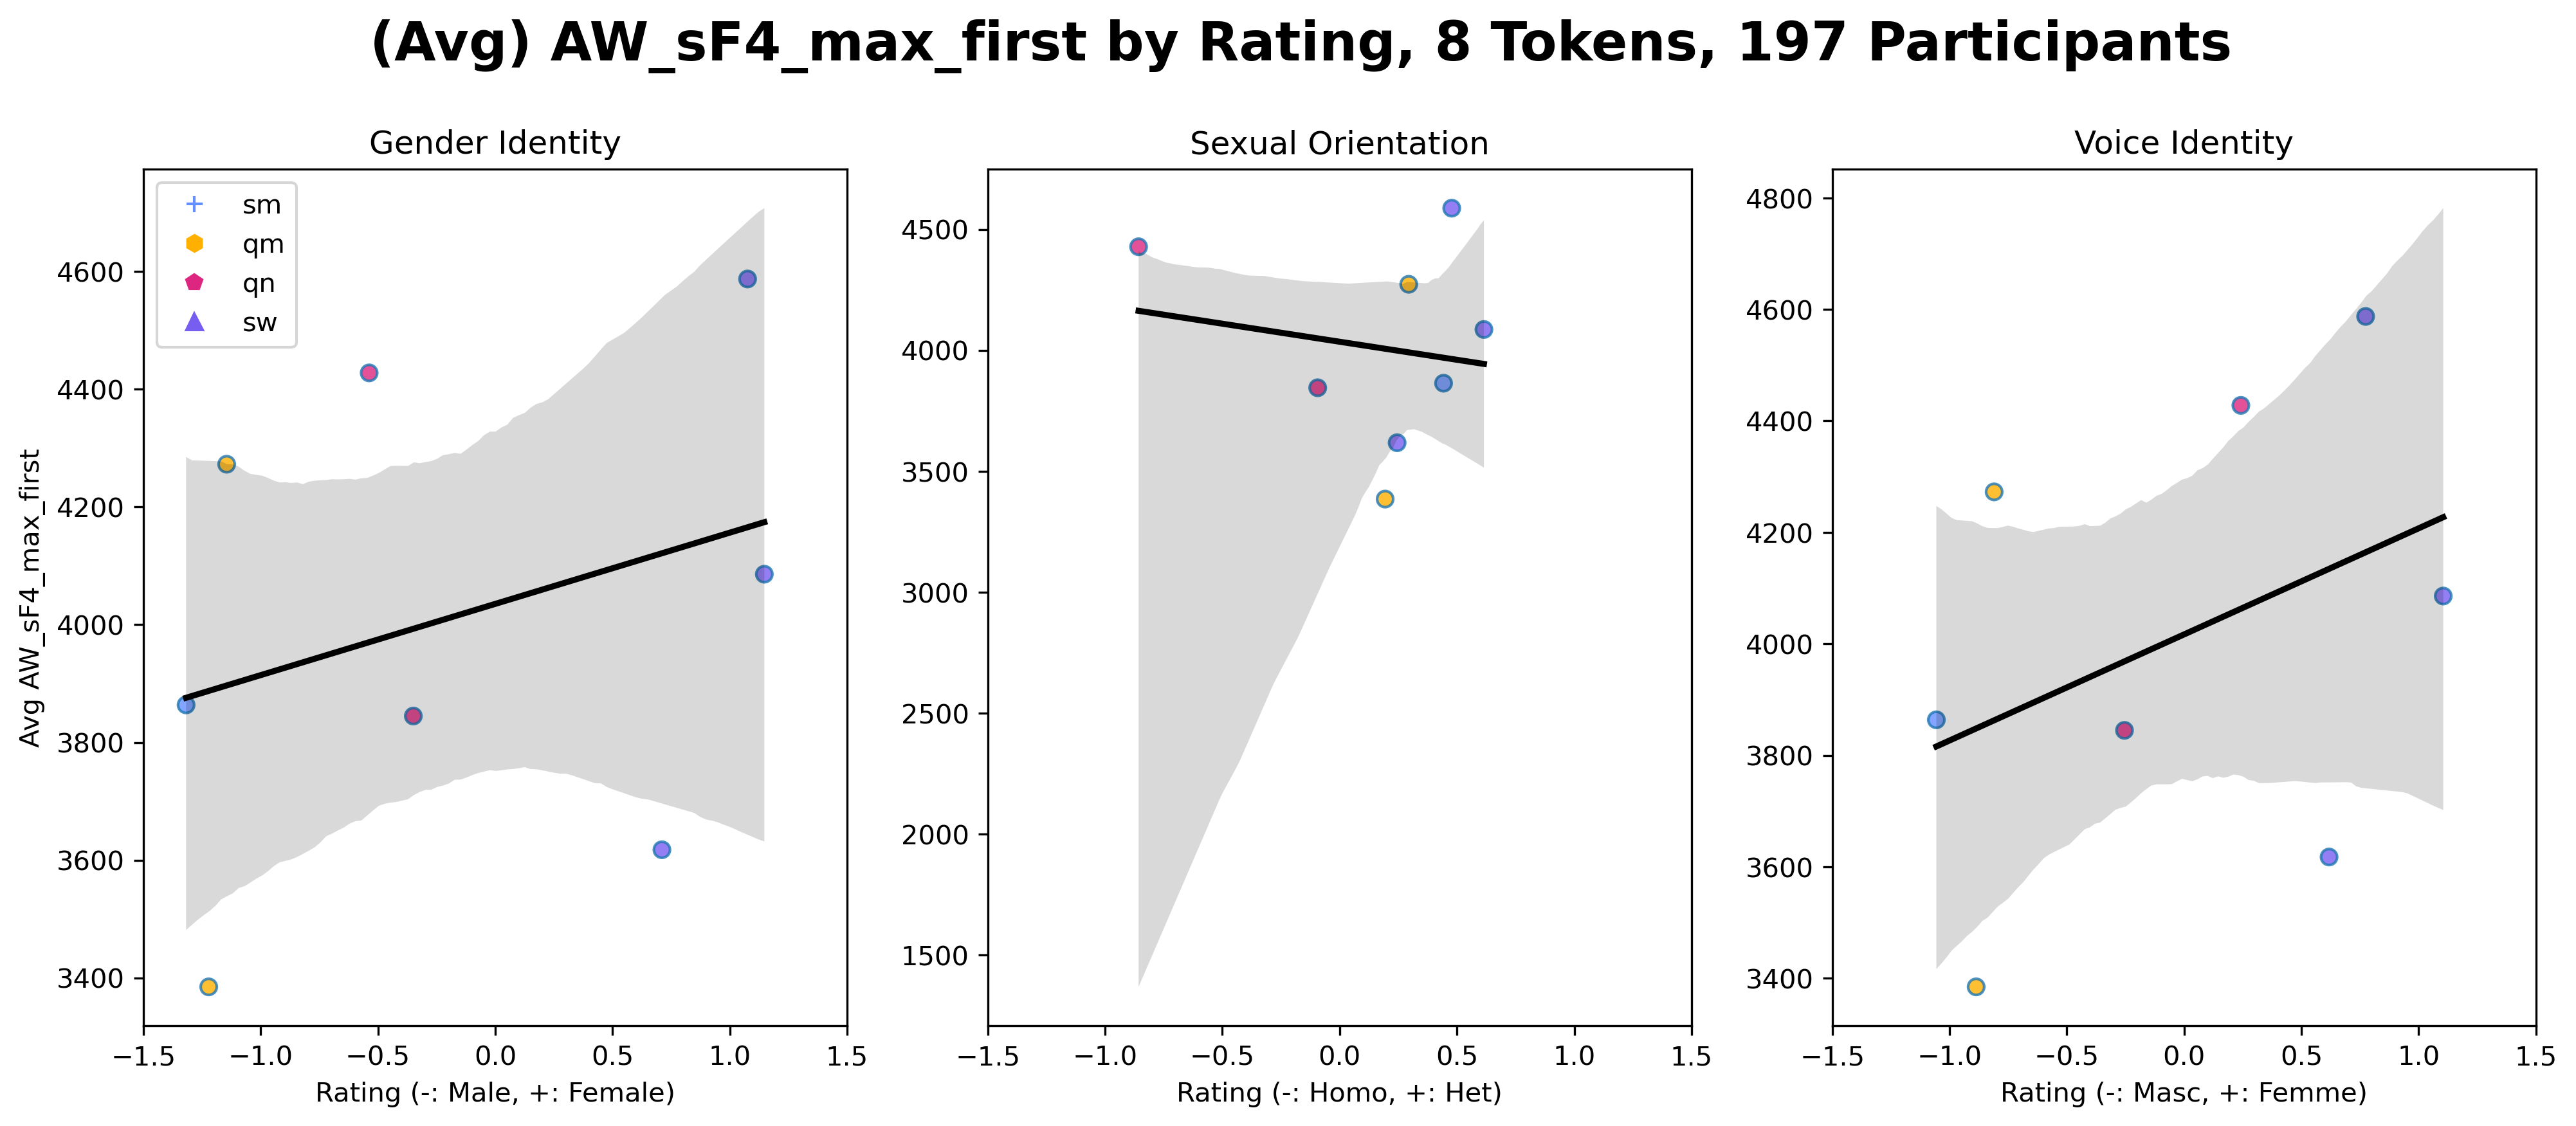 (Avg) AW_sF4_max_first by Rating, 8 Tokens, 197 Participants
Gender Identity
sm
qm
qn
sw
4600
4400
4200
4000
3800
3600
3400
Avg AW_sF4_max_first
−1.5 −1.0 −0.5 0.0 0.5 1.0 1.5
Rating (-: Male, +: Female)
Sexual Orientation
4500
4000
3500
3000
2500
2000
1500
−1.5 −1.0 −0.5 0.0 0.5 1.0 1.5
Rating (-: Homo, +: Het)
Voice Identity
4800
4600
4400
4200
4000
3800
3600
3400
−1.5 −1.0 −0.5 0.0 0.5 1.0 1.5
Rating (-: Masc, +: Femme)